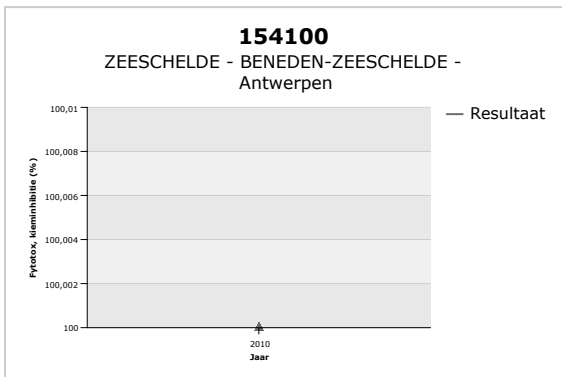 154100
ZEESCHELDE - BENEDEN-ZEESCHELDE -
Antwerpen
Resultaat
100,01
100,008
100,006
100,004
100,002
100
Fytotox, kieminhibitie (%)
2010
Jaar